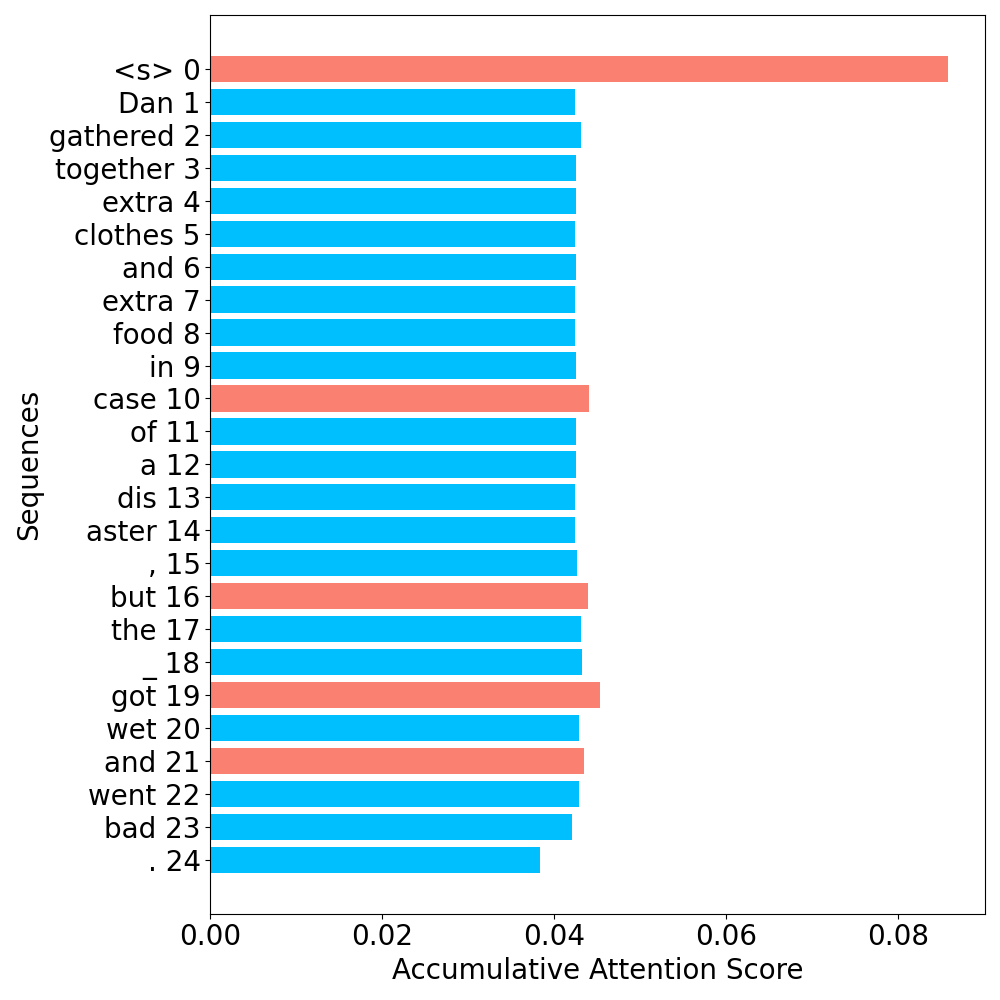 <s> 0
Dan 1
gathered 2
together 3
extra 4
clothes 5
and 6
extra 7
food 8
in 9
case 10
of 11
a 12
dis 13
aster 14
, 15
but 16
the 17
_ 18
got 19
wet 20
and 21
went 22
bad 23
. 24
Sequences
0.00 0.02 0.04 0.06 0.08
Accumulative Attention Score